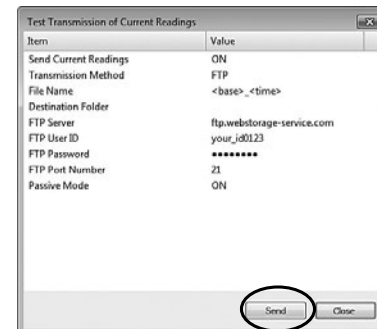 Test Transmission of Current Readings
Item Value
Send Current Readings ON
Transmission Method FTP
File Name <base>_<time>
Destination Folder
FTP Server ftp.webstorage-service.com
FTP User ID your_id0123
FTP Password ••••••••
FTP Port Number 21
Passive Mode ON
Send Close